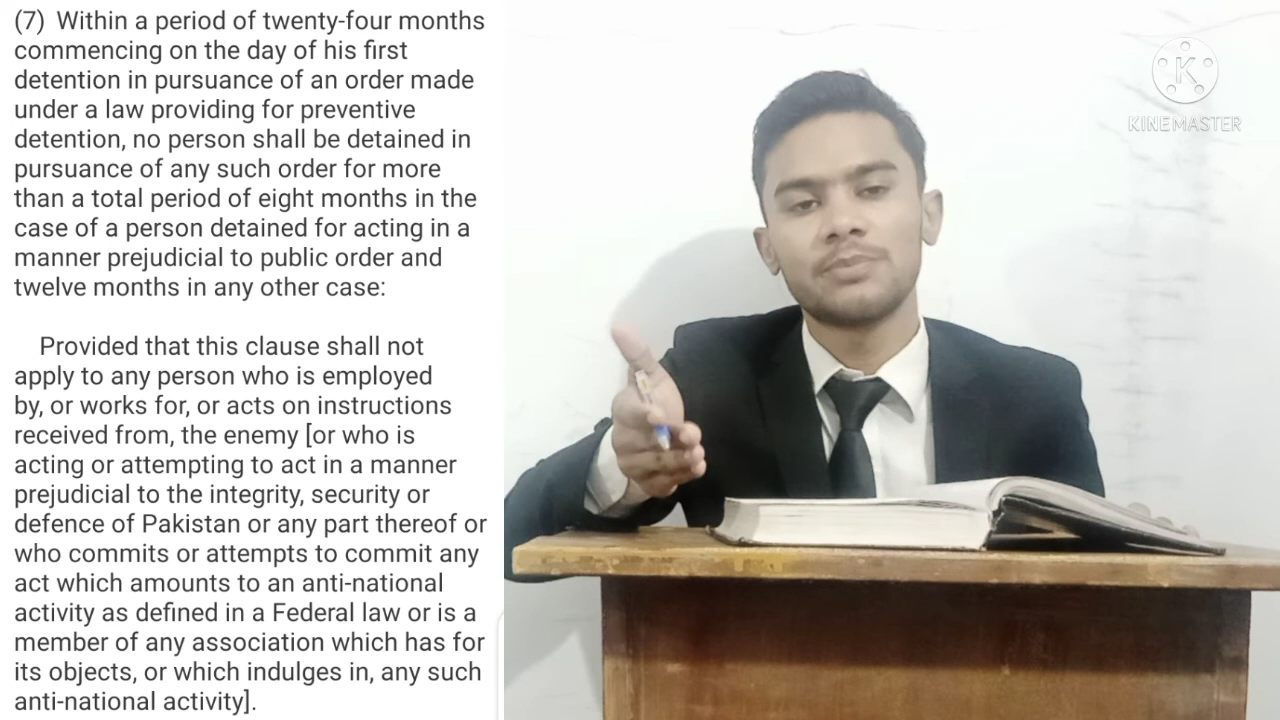 (7) Within a period of twenty-four months
commencing on the day of his first
detention in pursuance of an order made
under a law providing for preventive
detention, no person shall be detained in
pursuance of any such order for more
than a total period of eight months in the
case of a person detained for acting in a
manner prejudicial to public order and
twelve months in any other case:
Provided that this clause shall not
apply to any person who is employed
by, or works for, or acts on instructions
received from, the enemy [or who is
acting or attempting to act in a manner
prejudicial to the integrity, security or
defence of Pakistan or any part thereof or
who commits or attempts to commit any
act which amounts to an anti-national
activity as defined in a Federal law or is a
member of any association which has for
its objects, or which indulges in, any such
anti-national activity].
K
KINEMASTER